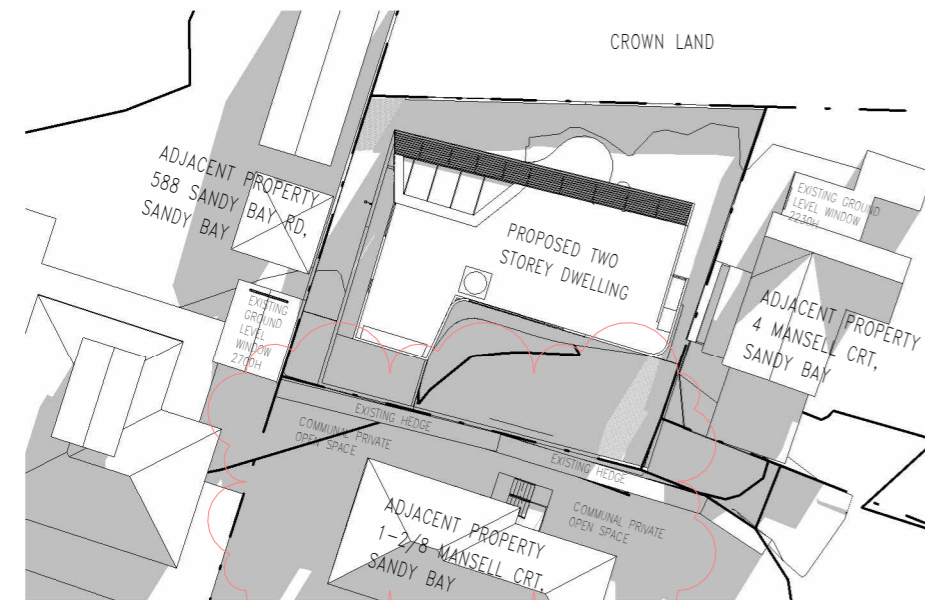 CROWN LAND
ADJACENT PROPERTY
588 SANDY BAY RD,
SANDY BAY
EXISTING GROUND
LEVEL WINDOW
2230H
PROPOSED TWO
STOREY DWELLING
EXISTING
GROUND
LEVEL
WINDOW
2700H
ADJACENT PROPERTY
4 MANSELL CRT,
SANDY BAY
EXISTING HEDGE
COMMUNAL PRIVATE
OPEN SPACE
EXISTING HEDGE
COMMUNAL PRIVATE
OPEN SPACE
ADJACENT PROPERTY
1-2/8 MANSELL CRT,
SANDY BAY